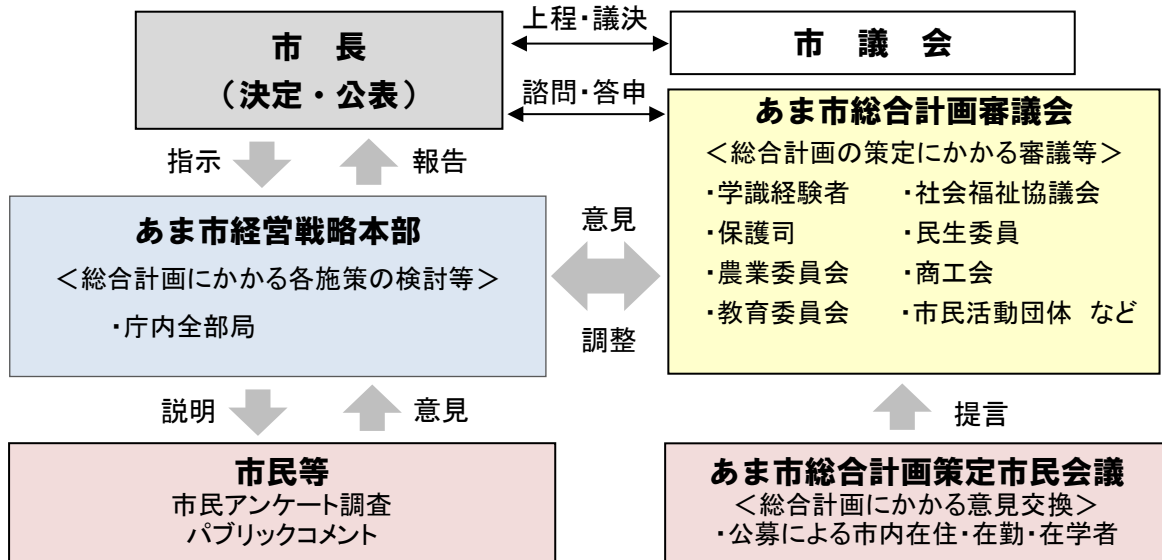 市 長
（決定・公表）
上程・議決
市 議 会
諮問・答申
あま市総合計画審議会
＜総合計画の策定にかかる審議等＞
・学識経験者 ・社会福祉協議会
・保護司 ・民生委員
・農業委員会 ・商工会
・教育委員会 ・市民活動団体 など
指示 報告
あま市経営戦略本部
＜総合計画にかかる各施策の検討等＞
・庁内全部局
意見
調整
説明 意見
提言
市民等
市民アンケート調査
パブリックコメント
あま市総合計画策定市民会議
＜総合計画にかかる意見交換＞
・公募による市内在住・在勤・在学者